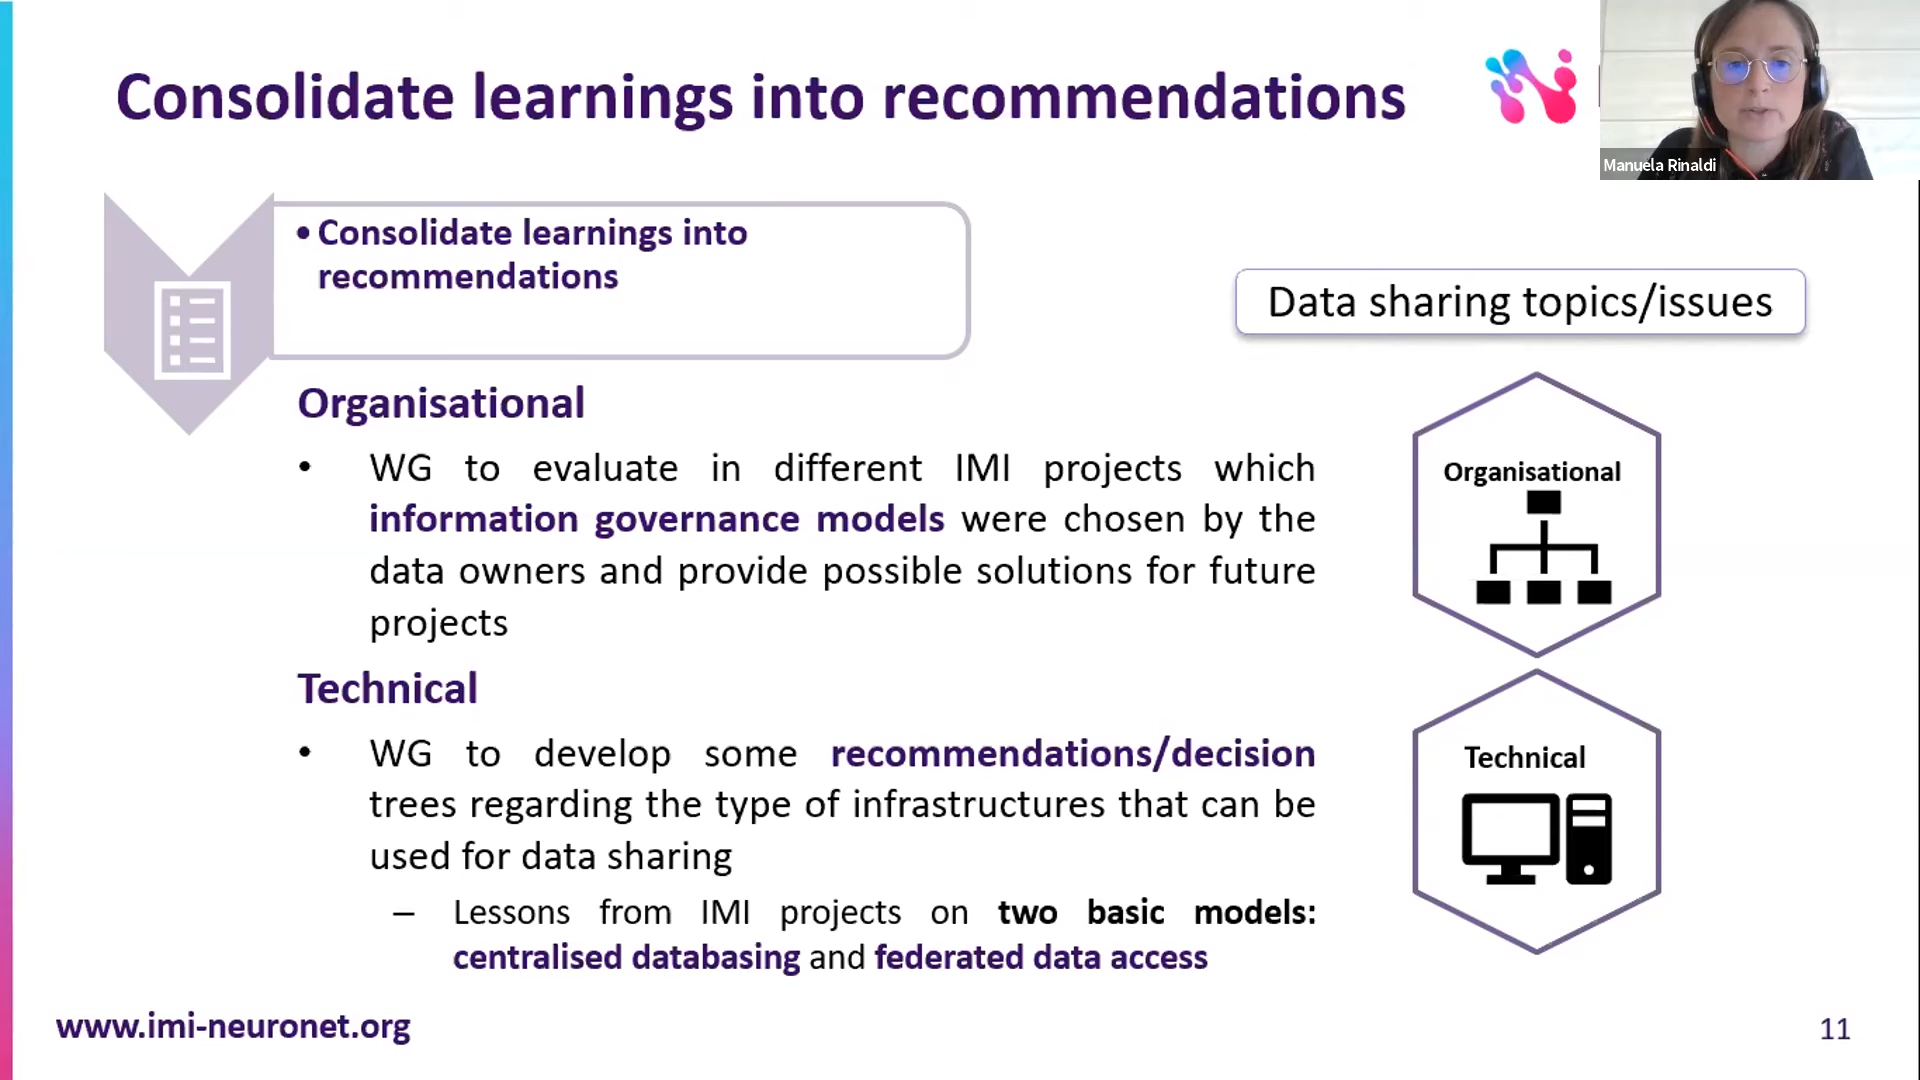 Consolidate learnings into recommendations
Manuela Rinaldi
• Consolidate learnings into
recommendations
Data sharing topics/issues
Organisational
• WG to evaluate in different IMI projects which
information governance models were chosen by the
data owners and provide possible solutions for future
projects
Organisational
Technical
• WG to develop some recommendations/decision
trees regarding the type of infrastructures that can be
used for data sharing
– Lessons from IMI projects on two basic models:
centralised databasing and federated data access
Technical
www.imi-neuronet.org
11